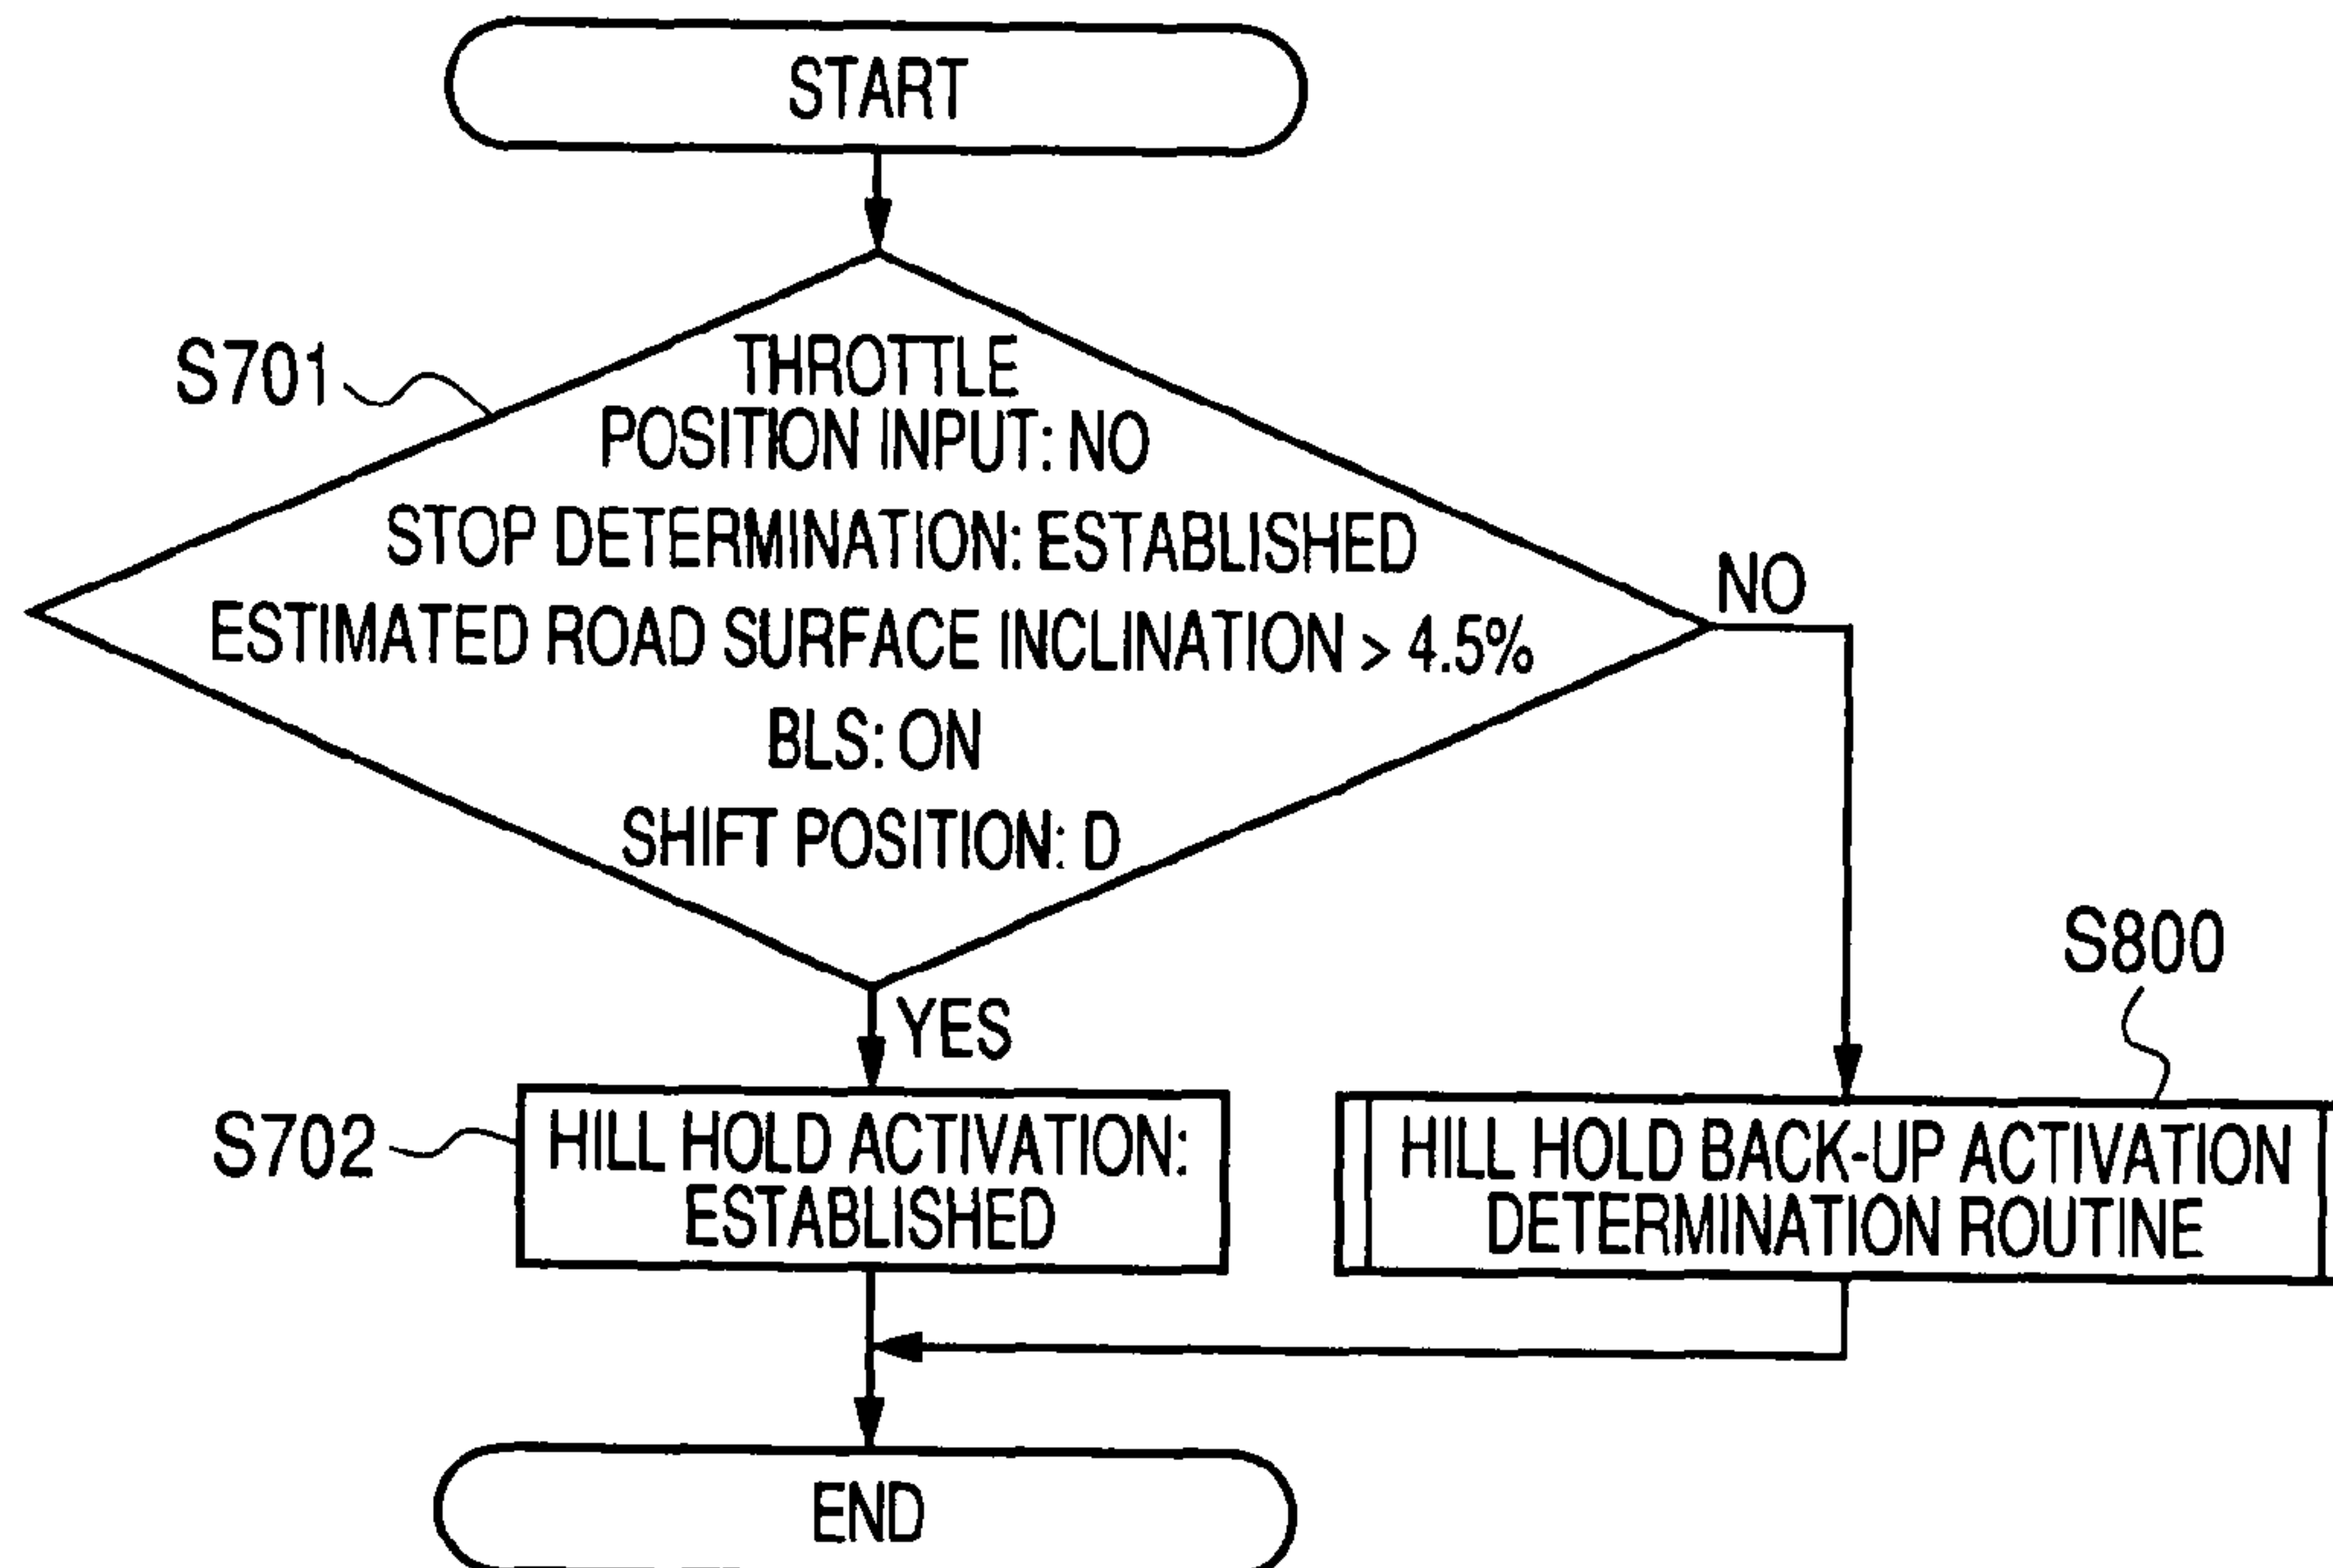 START
S701
THROTTLE
POSITION INPUT: NO
STOP DETERMINATION: ESTABLISHED
ESTIMATED ROAD SURFACE INCLINATION > 4.5%
BLS: ON
SHIFT POSITION: D
NO
YES
S800
S702
HILL HOLD ACTIVATION:
ESTABLISHED
HILL HOLD BACK-UP ACTIVATION
DETERMINATION ROUTINE
END